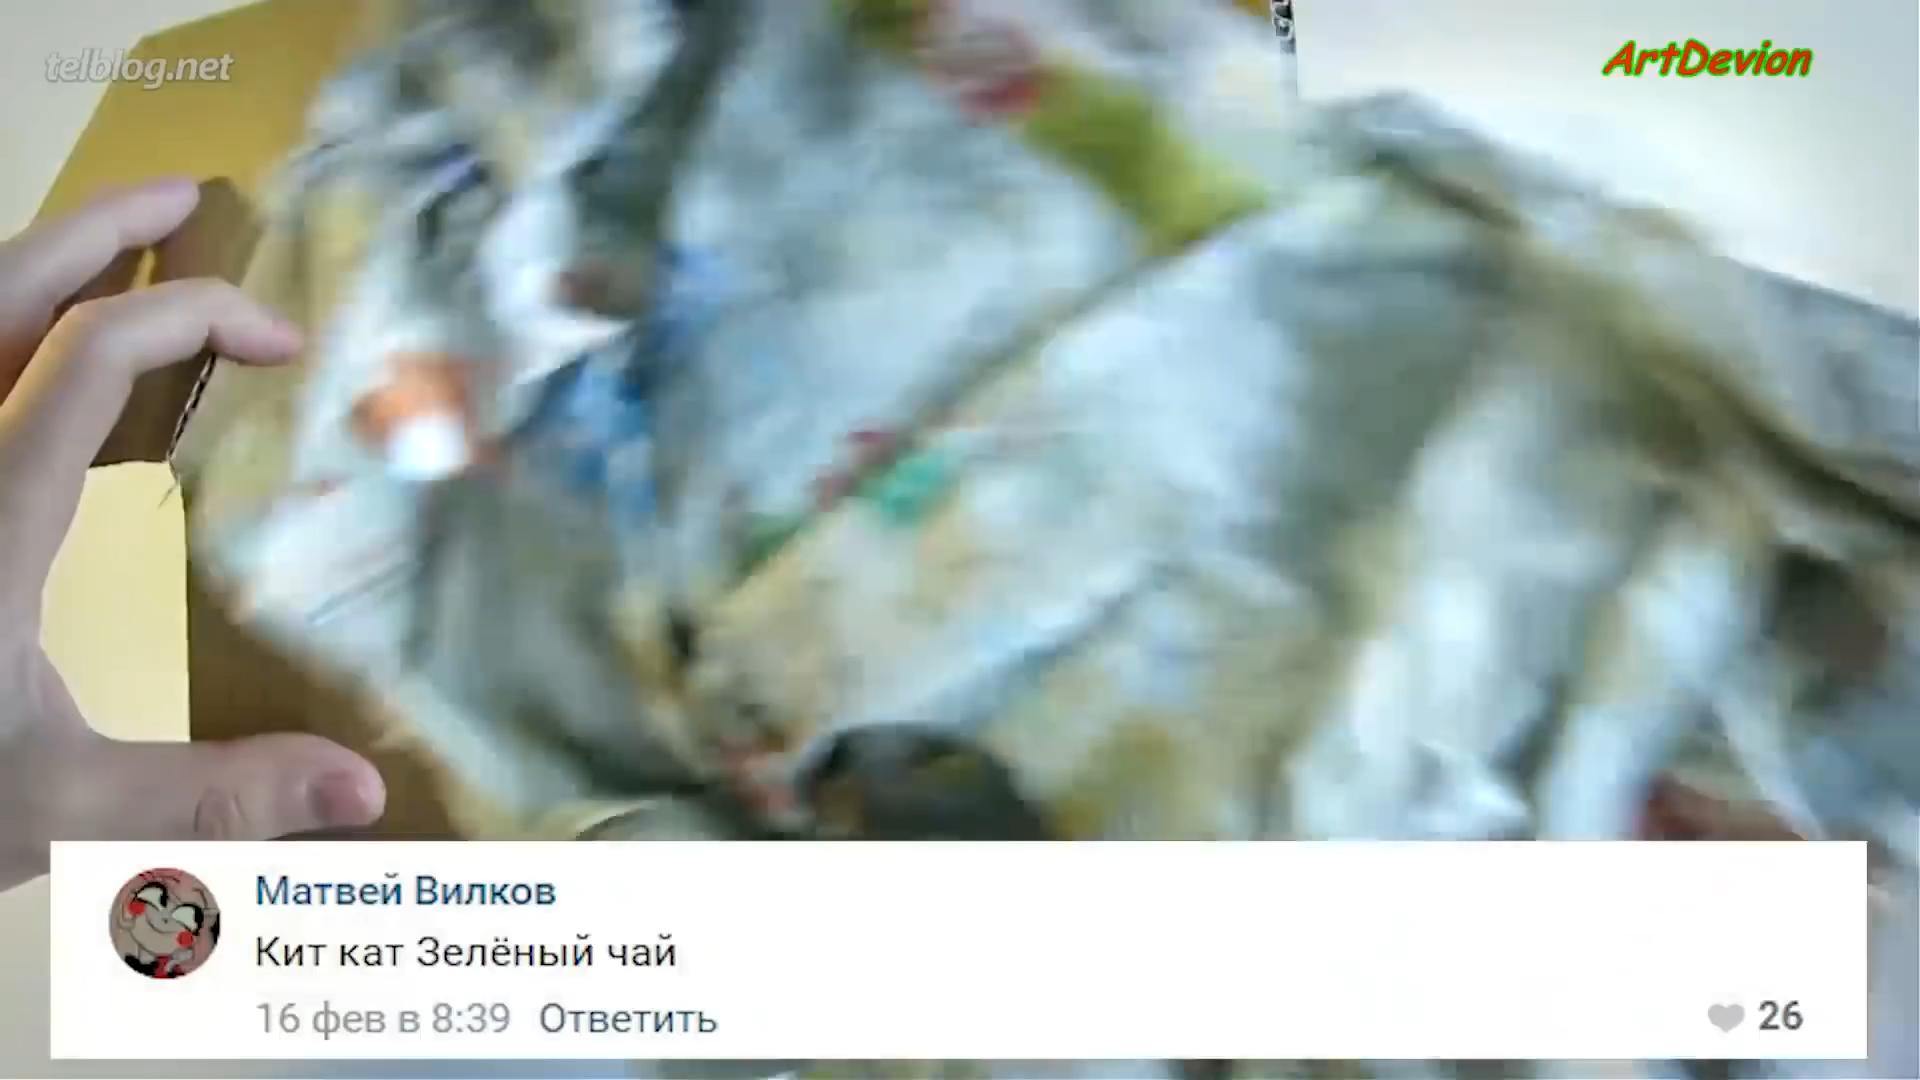 telblog.net
ArtDevion
Матвей Вилков
Кит кат Зелёный чай
16 фев в 8:39 Ответить
26